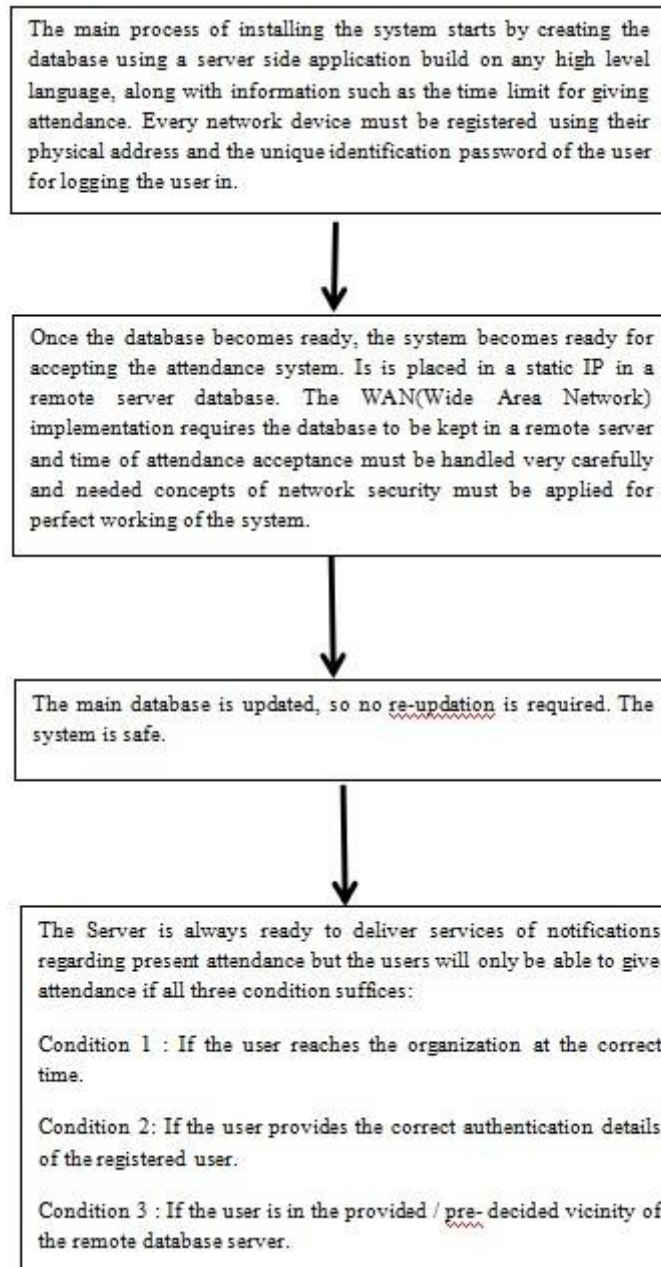 The main process of installing the system starts by creating the
database using a server side application build on any high level
language, along with information such as the time limit for giving
attendance. Every network device must be registered using their
physical address and the unique identification password of the user
for logging the user in.
Once the database becomes ready, the system becomes ready for
accepting the attendance system. Is is placed in a static IP in a
remote server database. The WAN(Wide Area Network)
implementation requires the database to be kept in a remote server
and time of attendance acceptance must be handled very carefully
and needed concepts of network security must be applied for
perfect working of the system.
The main database is updated, so no re-updation is required. The
system is safe.
The Server is always ready to deliver services of notifications
regarding present attendance but the users will only be able to give
attendance if all three condition suffices:
Condition 1 : If the user reaches the organization at the correct
time.
Condition 2: If the user provides the correct authentication details
of the registered user.
Condition 3 : If the user is in the provided / pre- decided vicinity of
the remote database server.